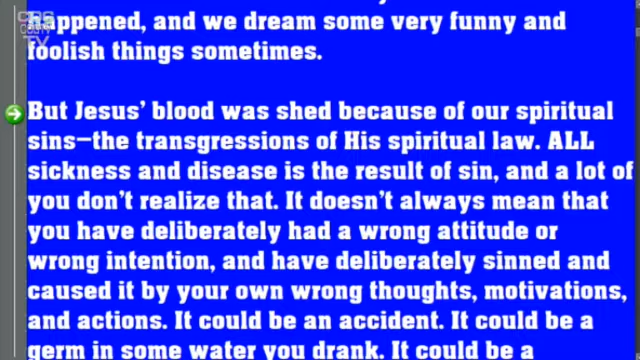 happened, and we dream some very funny and
foolish things sometimes.
But Jesus' blood was shed because of our spiritual
sins—the transgressions of His spiritual law. ALL
sickness and disease is the result of sin, and a lot of
you don't realize that. It doesn't always mean that
you have deliberately had a wrong attitude or
wrong intention, and have deliberately sinned and
caused it by your own wrong thoughts, motivations,
and actions. It could be an accident. It could be a
germ in some water you drank. It could be a